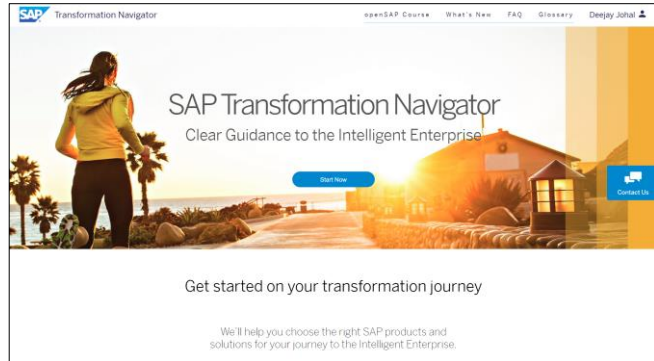 SAP Transformation Navigator
openSAP Course What's New FAQ Glossary Deejay Johal
SAP Transformation Navigator
Clear Guidance to the Intelligent Enterprise
Start Now
Contact Us
Get started on your transformation journey
We'll help you choose the right SAP products and
solutions for your journey to the Intelligent Enterprise.